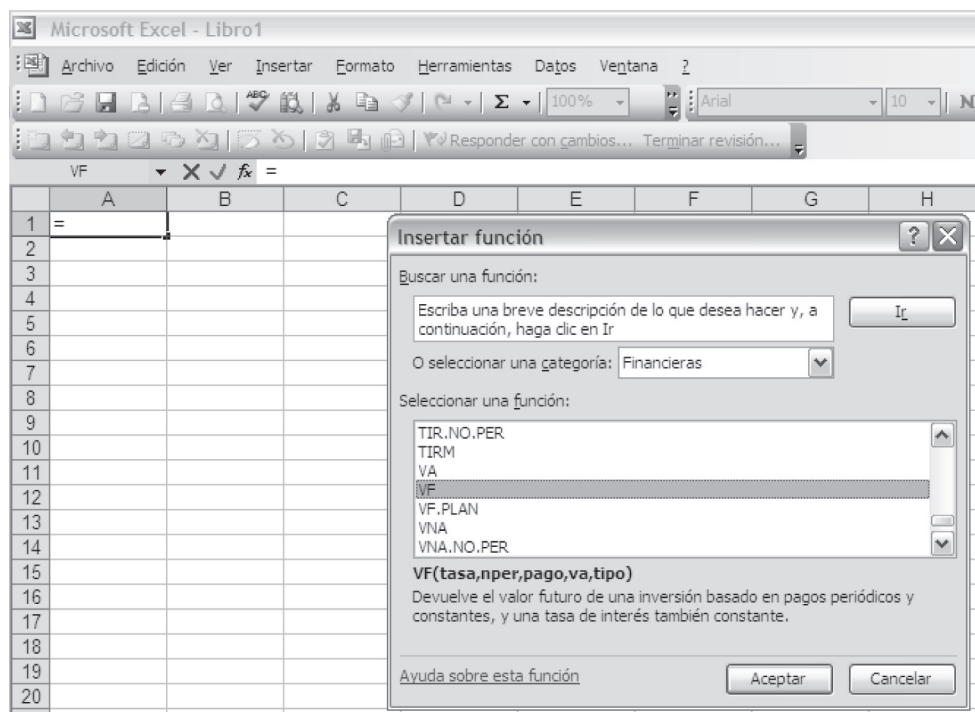 Microsoft Excel - Libro1
Archivo Edición Ver Insertar Formato Herramientas Datos Ventana ?
ABC Σ 100% Arial 10 N
Responder con cambios... Terminar revisión...
VF fx =
A B C D E F G H
1 =
2
3
4
5
6
7
8
9
10
11
12
13
14
15
16
17
18
19
20
Insertar función ?
Buscar una función:
Escriba una breve descripción de lo que desea hacer y, a
continuación, haga clic en Ir
Ir
O seleccionar una categoría: Financieras
Seleccionar una función:
TIR.NO.PER
TIRM
VA
VF
VF.PLAN
VNA
VNA.NO.PER
VF(tasa,nper,pago,va,tipo)
Devuelve el valor futuro de una inversión basado en pagos periódicos y
constantes, y una tasa de interés también constante.
Ayuda sobre esta función Aceptar Cancelar